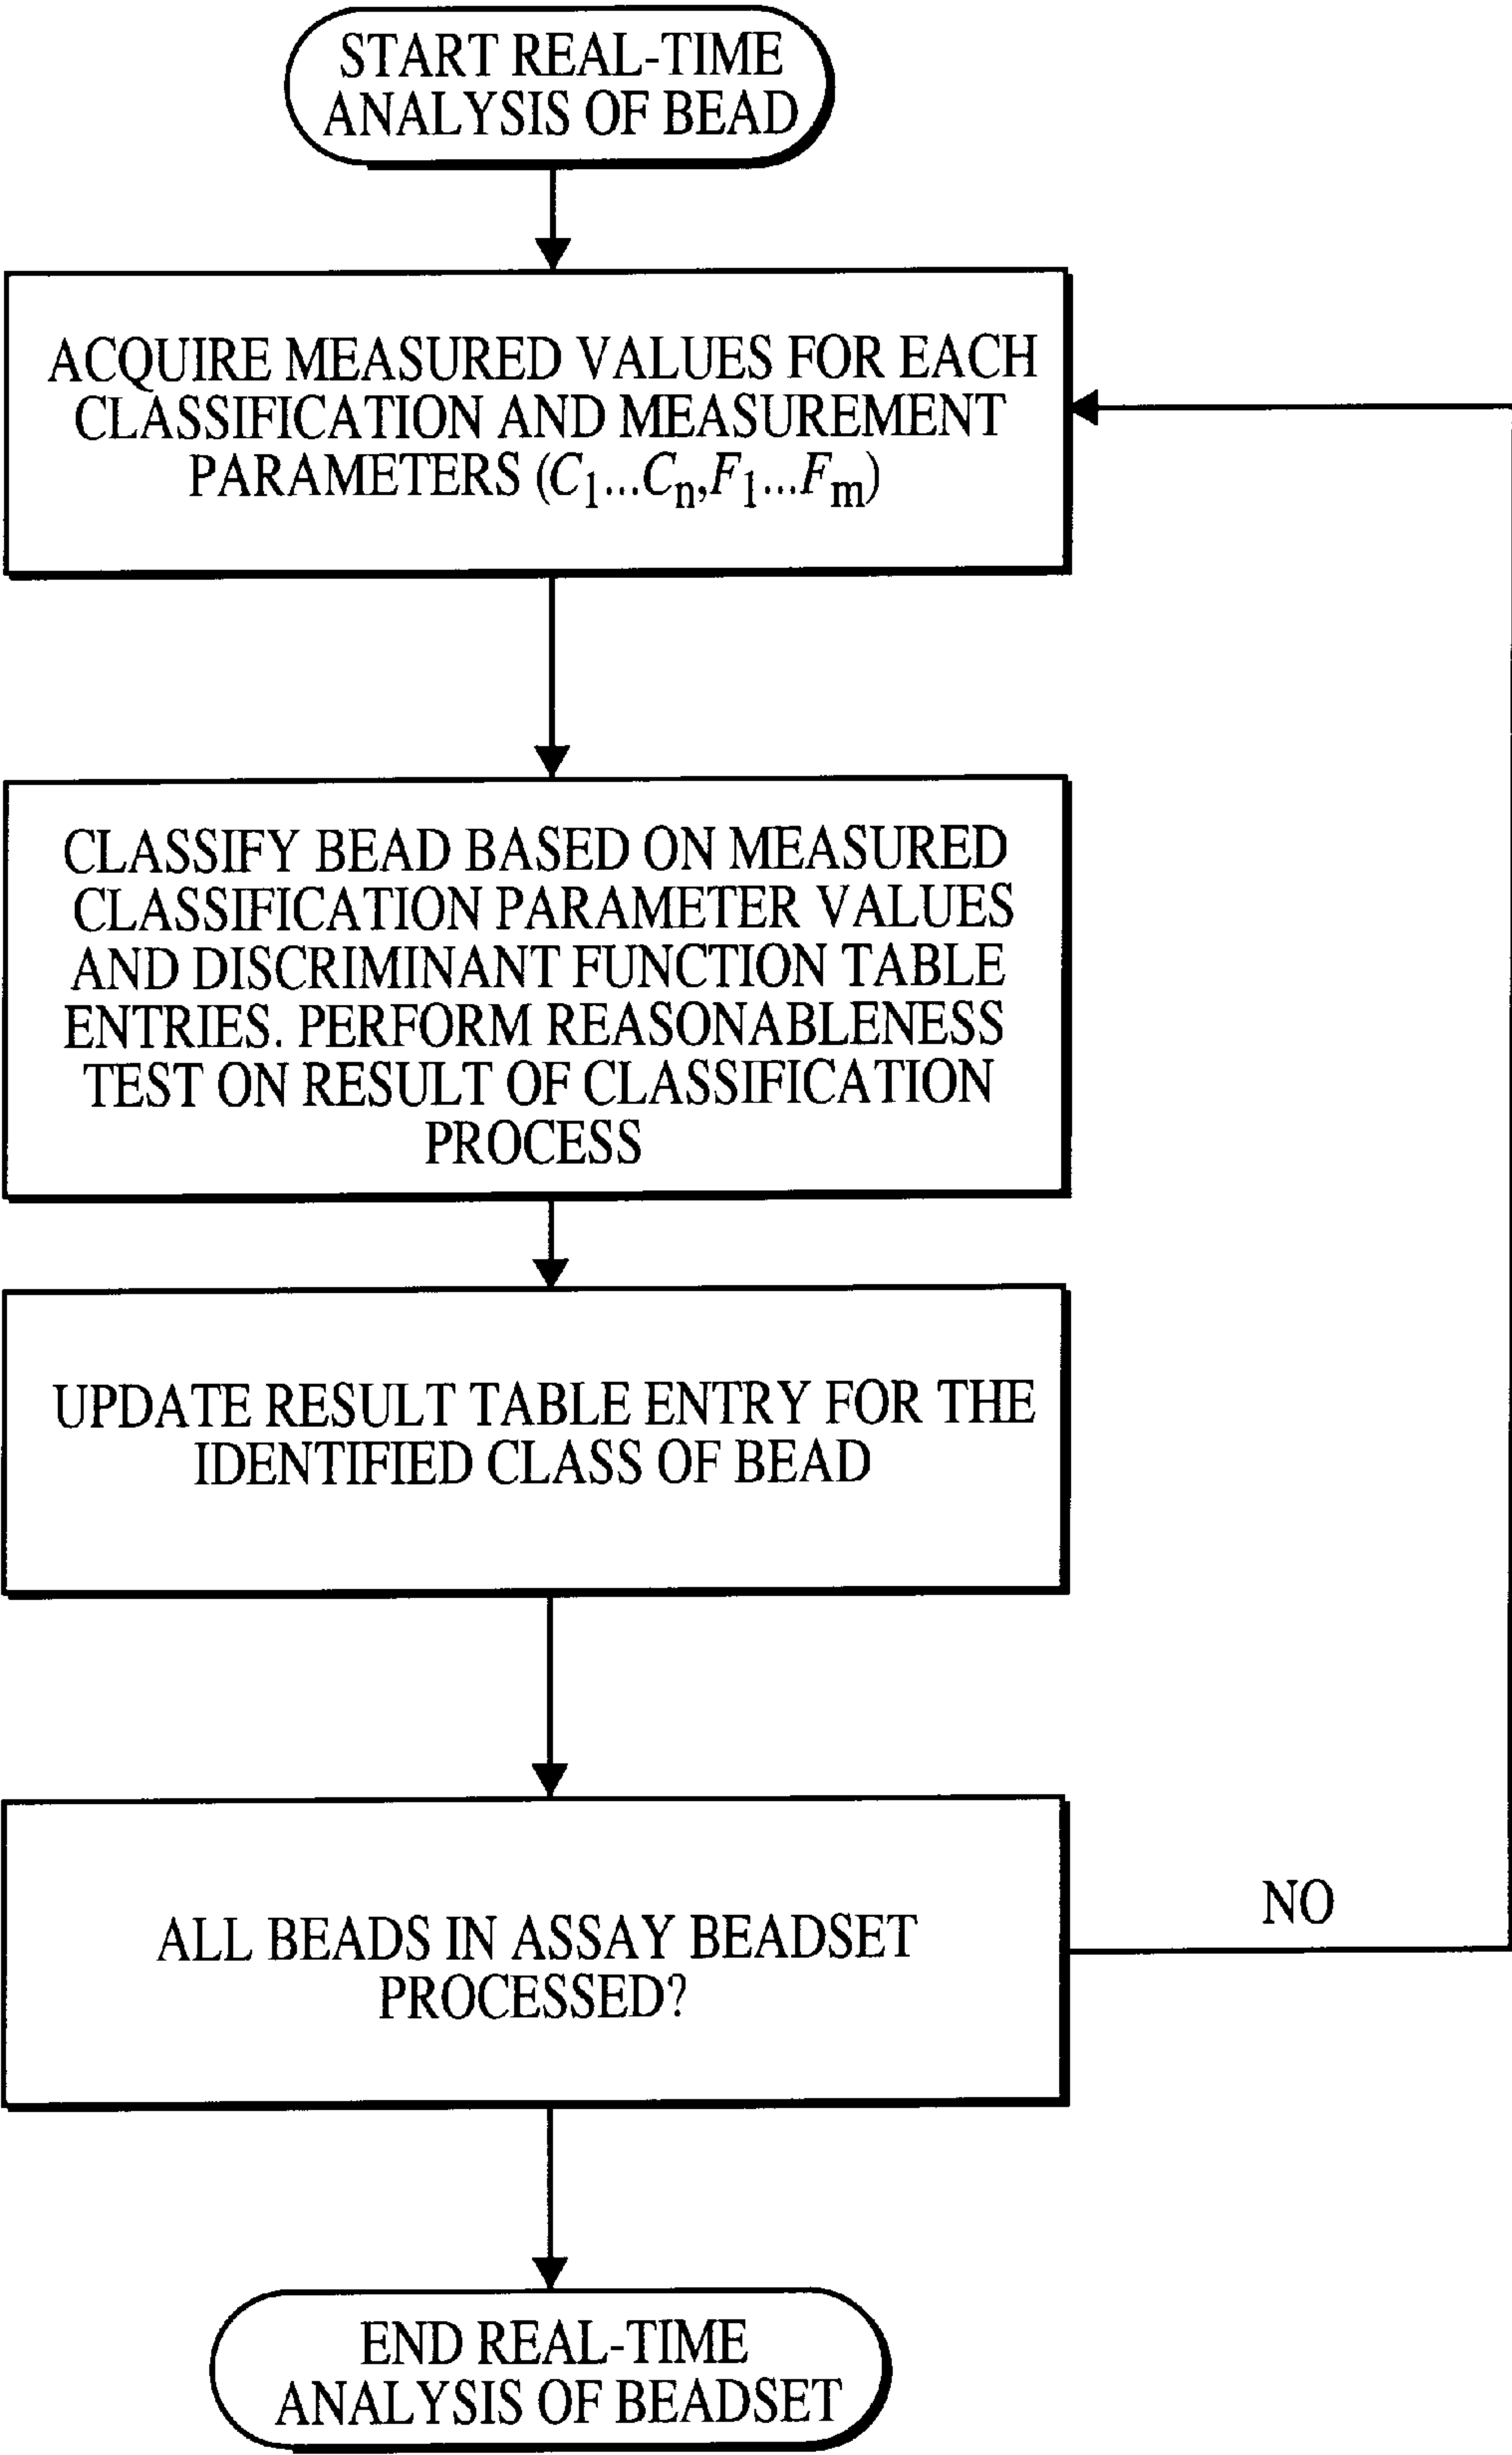 START REAL-TIME
ANALYSIS OF BEAD
ACQUIRE MEASURED VALUES FOR EACH
CLASSIFICATION AND MEASUREMENT
PARAMETERS (C1...Cn,F1...Fm)
CLASSIFY BEAD BASED ON MEASURED
CLASSIFICATION PARAMETER VALUES
AND DISCRIMINANT FUNCTION TABLE
ENTRIES. PERFORM REASONABLENESS
TEST ON RESULT OF CLASSIFICATION
PROCESS
UPDATE RESULT TABLE ENTRY FOR THE
IDENTIFIED CLASS OF BEAD
ALL BEADS IN ASSAY BEADSET
PROCESSED?
NO
END REAL-TIME
ANALYSIS OF BEADSET